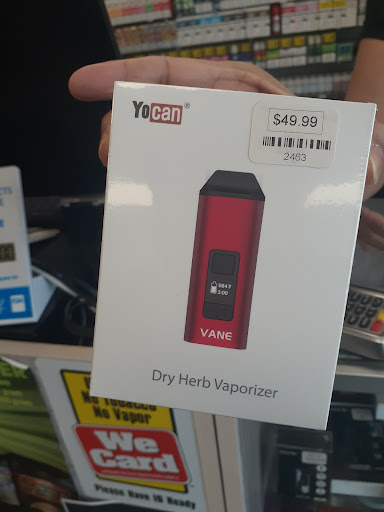 Yocan®
$49.99
2463
VANE
Dry Herb Vaporizer
No Tobacco
No Vapor
We
Card
Please Have ID Ready